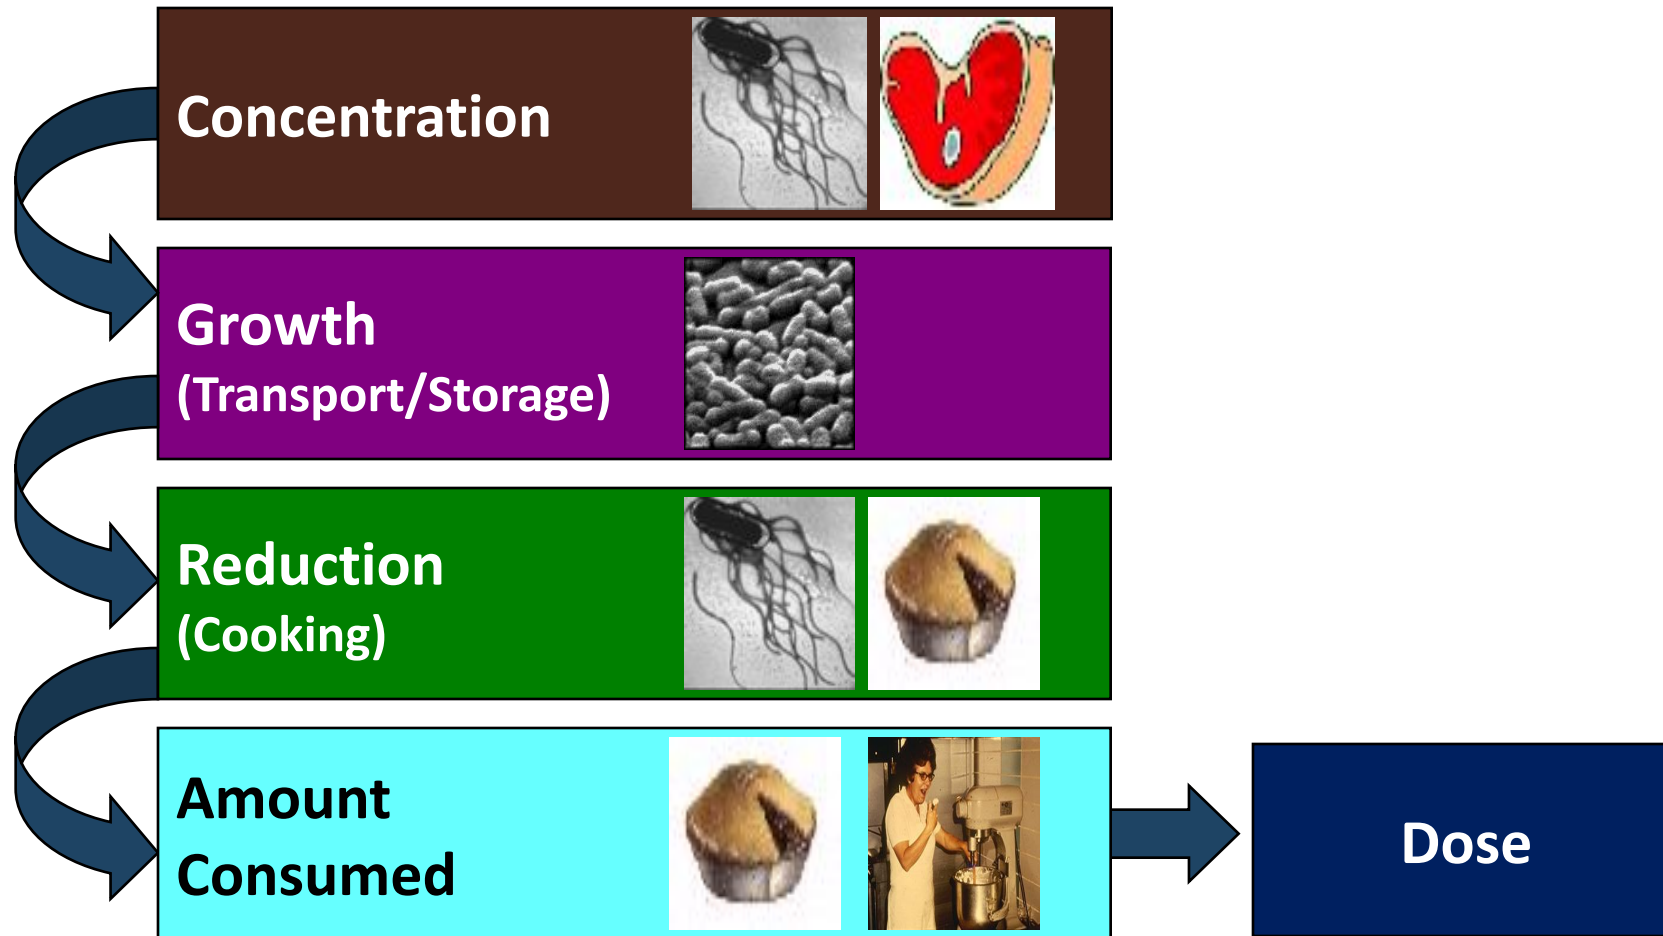 Concentration
Growth
(Transport/Storage)
Reduction
(Cooking)
Amount
Consumed
Dose